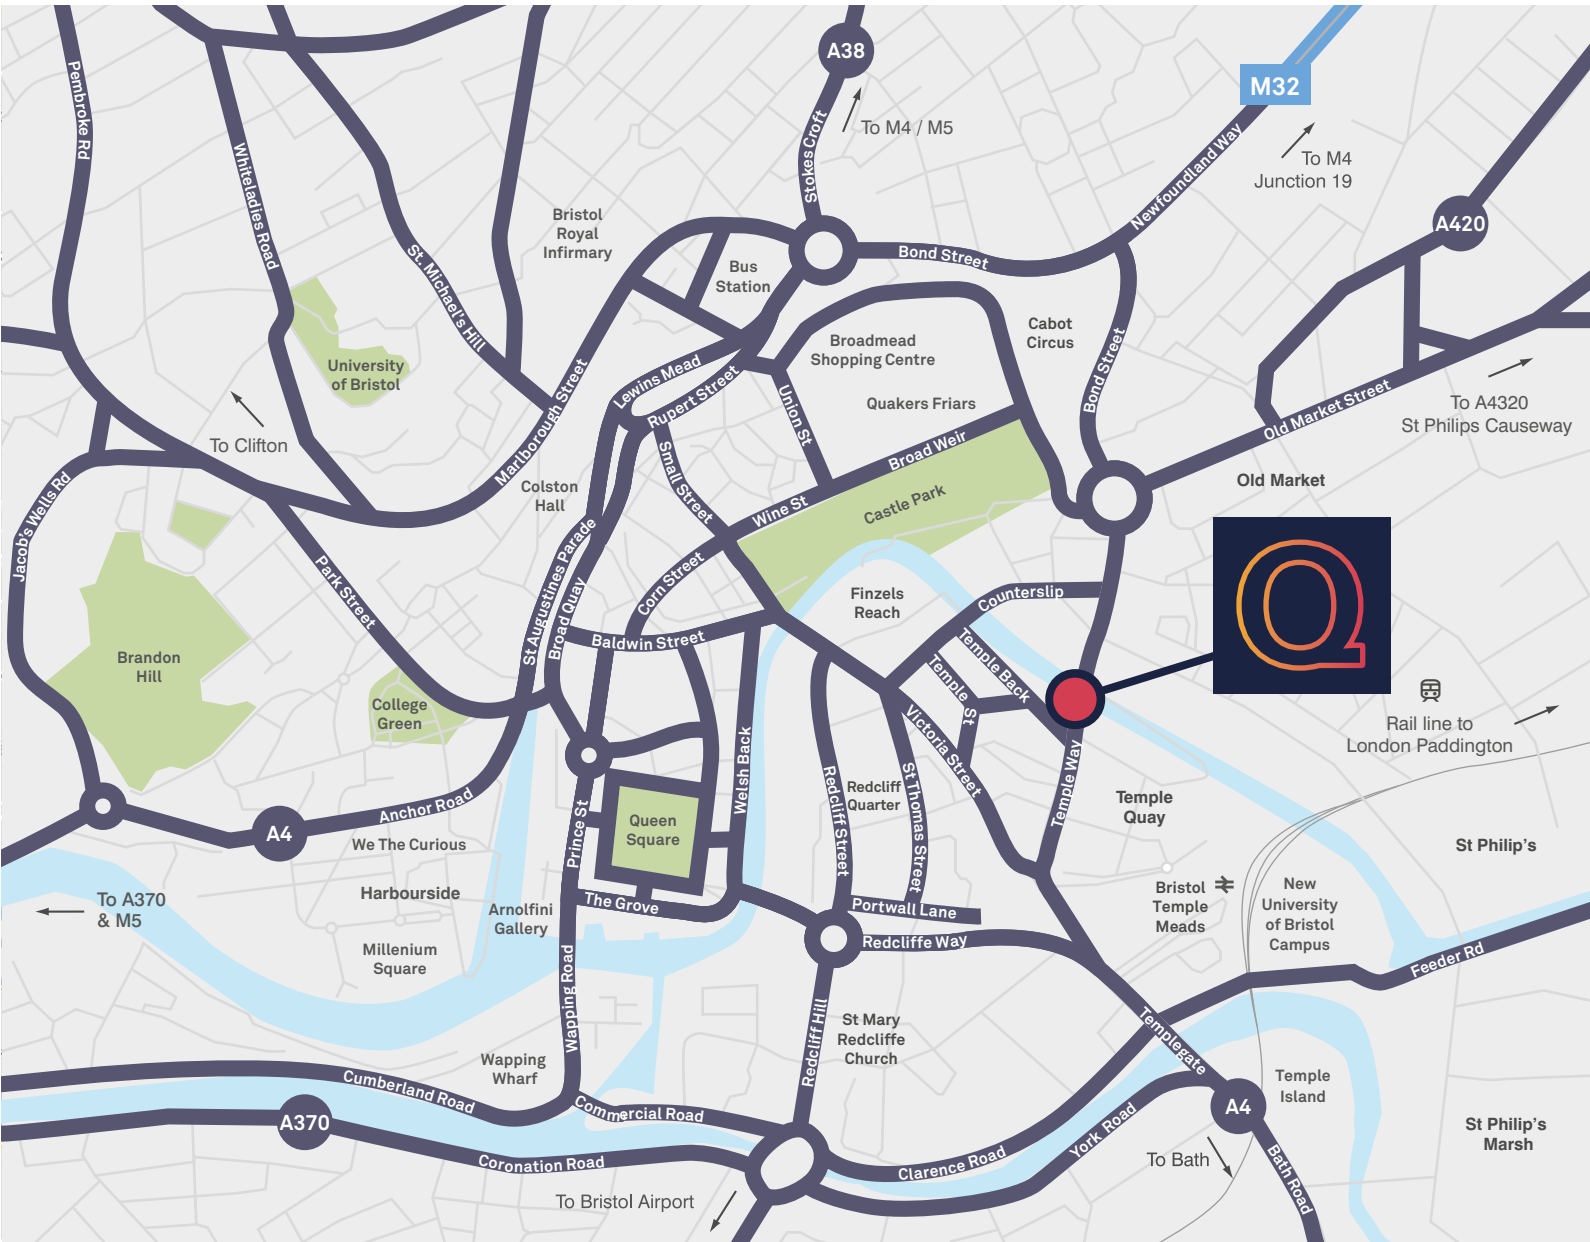 A38
M32
Pembroke Rd
To M4 / M5
Stokes Croft
Newfoundland Way
To M4
Junction 19
Whiteladies Road
Bristol
Royal
Infirmary
A420
St. Michael's Hill
Bond Street
Bus
Station
Cabot
Circus
Broadmead
Shopping Centre
University
of Bristol
Lewins Mead
Rupert Street
Bond Street
Marlborough Street
Union St
Quakers Friars
Old Market Street
To A4320
St Philips Causeway
To Clifton
Broad Weir
Small Street
Colston
Hall
Wine St
Castle Park
Old Market
Jacob's Wells Rd
Park Street
St Augustines Parade
Broad Quay
Corn Street
Baldwin Street
Finzels
Reach
Counterslip
Q
Temple Back
Temple St
Brandon
Hill
College
Green
Victoria Street
Rail line to
London Paddington
Welsh Back
Temple Way
Redcliff Street
Redcliff
Quarter
St Thomas Street
Temple
Quay
Anchor Road
A4
Prince St
Queen
Square
We The Curious
St Philip's
Harbourside
To A370
& M5
Arnolfini
Gallery
The Grove
Portwall Lane
Bristol
Temple
Meads
New
University
of Bristol
Campus
Redcliffe Way
Millenium
Square
Feeder Rd
Wapping Road
Redcliff Hill
St Mary
Redcliffe
Church
Templegate
Wapping
Wharf
Cumberland Road
Commercial Road
A370
A4
Temple
Island
York Road
St Philip's
Marsh
Coronation Road
Clarence Road
To Bath
Bath Road
To Bristol Airport